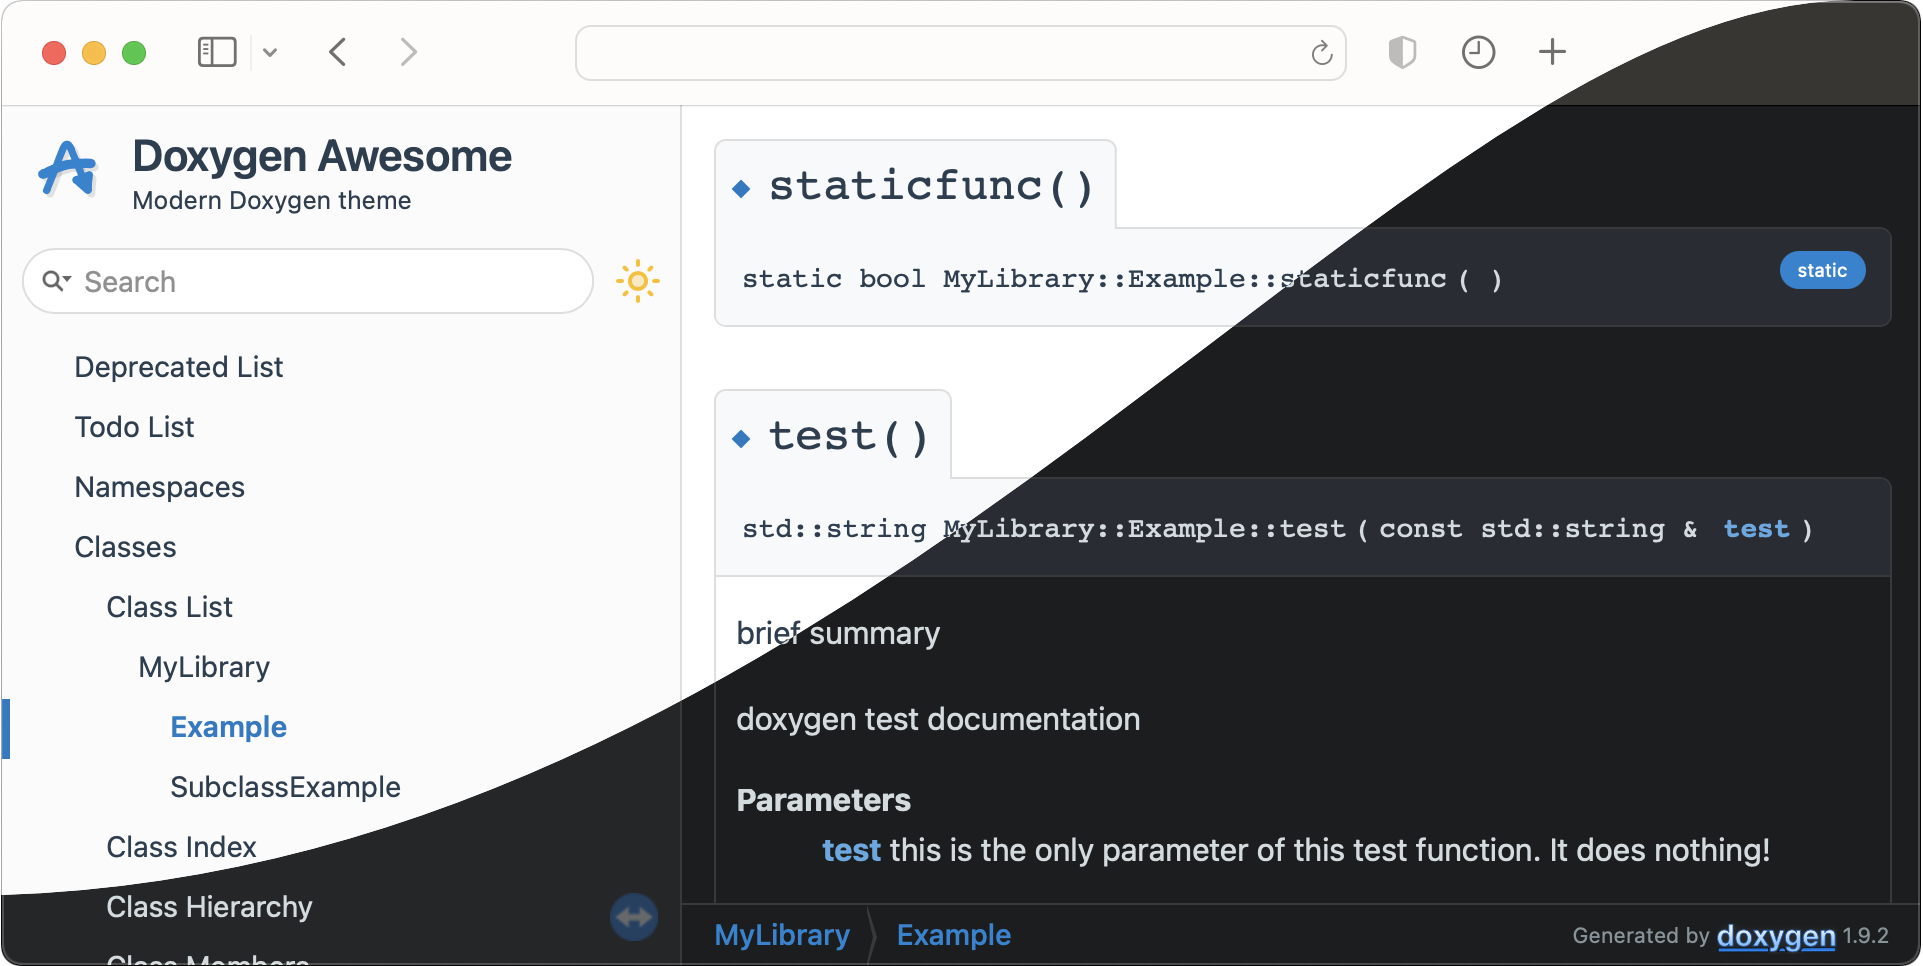 Doxygen Awesome
Modern Doxygen theme
Search
Deprecated List
Todo List
Namespaces
Classes
Class List
MyLibrary
Example
SubclassExample
Class Index
Class Hierarchy
Class Members
staticfunc()
static bool MyLibrary::Example::staticfunc ( )
static
test()
std::string MyLibrary::Example::test ( const std::string & test )
brief summary
doxygen test documentation
Parameters
test this is the only parameter of this test function. It does nothing!
MyLibrary Example
Generated by doxygen 1.9.2